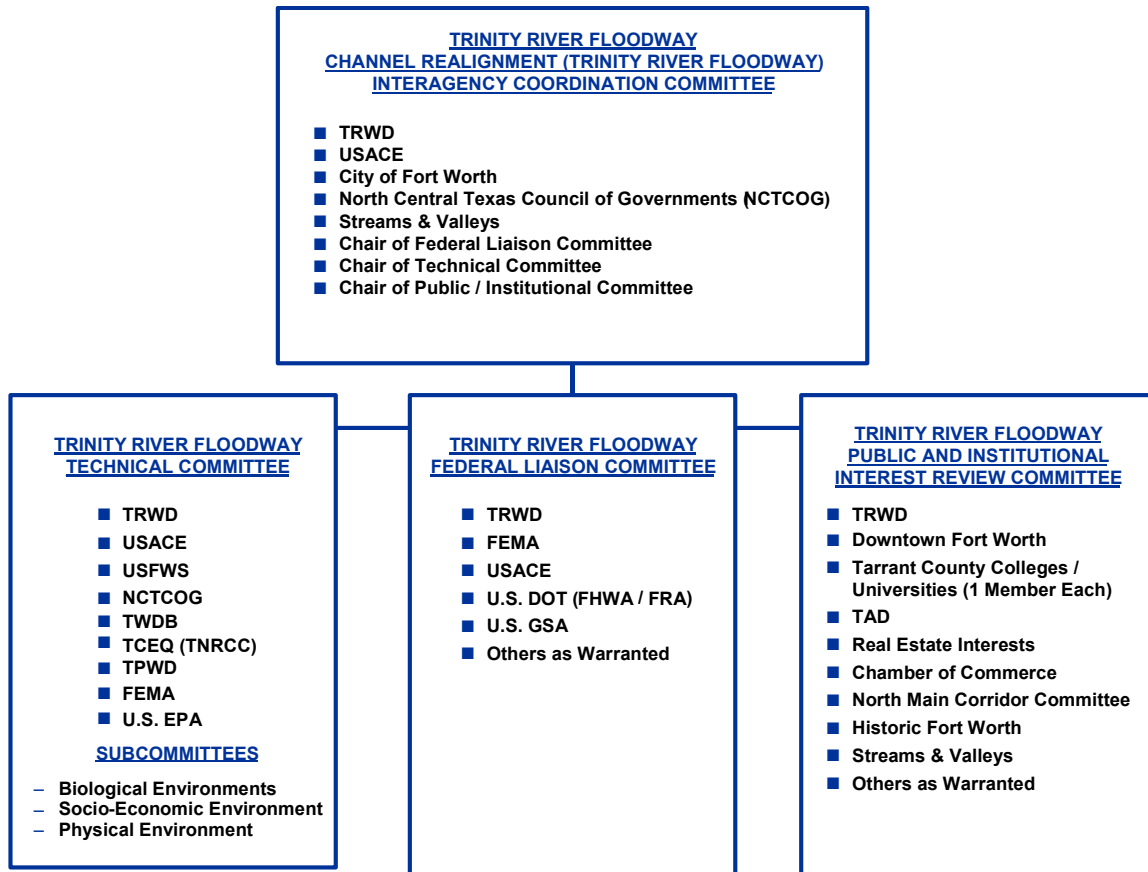 TRINITY RIVER FLOODWAY
CHANNEL REALIGNMENT (TRINITY RIVER FLOODWAY)
INTERAGENCY COORDINATION COMMITTEE
■ TRWD
■ USACE
■ City of Fort Worth
■ North Central Texas Council of Governments (NCTCOG)
■ Streams & Valleys
■ Chair of Federal Liaison Committee
■ Chair of Technical Committee
■ Chair of Public / Institutional Committee
TRINITY RIVER FLOODWAY
TECHNICAL COMMITTEE
■ TRWD
■ USACE
■ USFWS
■ NCTCOG
■ TWDB
■ TCEQ (TNRCC)
■ TPWD
■ FEMA
■ U.S. EPA
SUBCOMMITTEES
– Biological Environments
– Socio-Economic Environment
– Physical Environment
TRINITY RIVER FLOODWAY
FEDERAL LIAISON COMMITTEE
■ TRWD
■ FEMA
■ USACE
■ U.S. DOT (FHWA / FRA)
■ U.S. GSA
■ Others as Warranted
TRINITY RIVER FLOODWAY
PUBLIC AND INSTITUTIONAL
INTEREST REVIEW COMMITTEE
■ TRWD
■ Downtown Fort Worth
■ Tarrant County Colleges /
Universities (1 Member Each)
■ TAD
■ Real Estate Interests
■ Chamber of Commerce
■ North Main Corridor Committee
■ Historic Fort Worth
■ Streams & Valleys
■ Others as Warranted